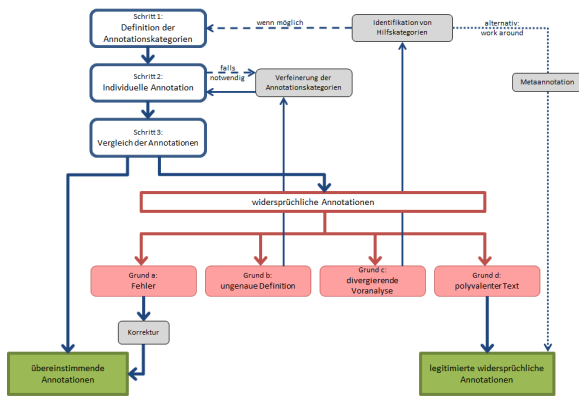 Schritt 1:
Definition der
Annotationskategorien
wenn möglich
Identifikation von
Hilfskategorien
alternativ:
work around
Schritt 2:
Individuelle Annotation
falls
notwendig
Verfeinerung der
Annotationskategorien
Metaannotation
Schritt 3:
Vergleich der Annotationen
widersprüchliche Annotationen
Grund a:
Fehler
Grund b:
ungenaue Definition
Grund c:
divergierende
Voranalyse
Grund d:
polyvalenter Text
Korrektur
übereinstimmende
Annotationen
legitimierte widersprüchliche
Annotationen